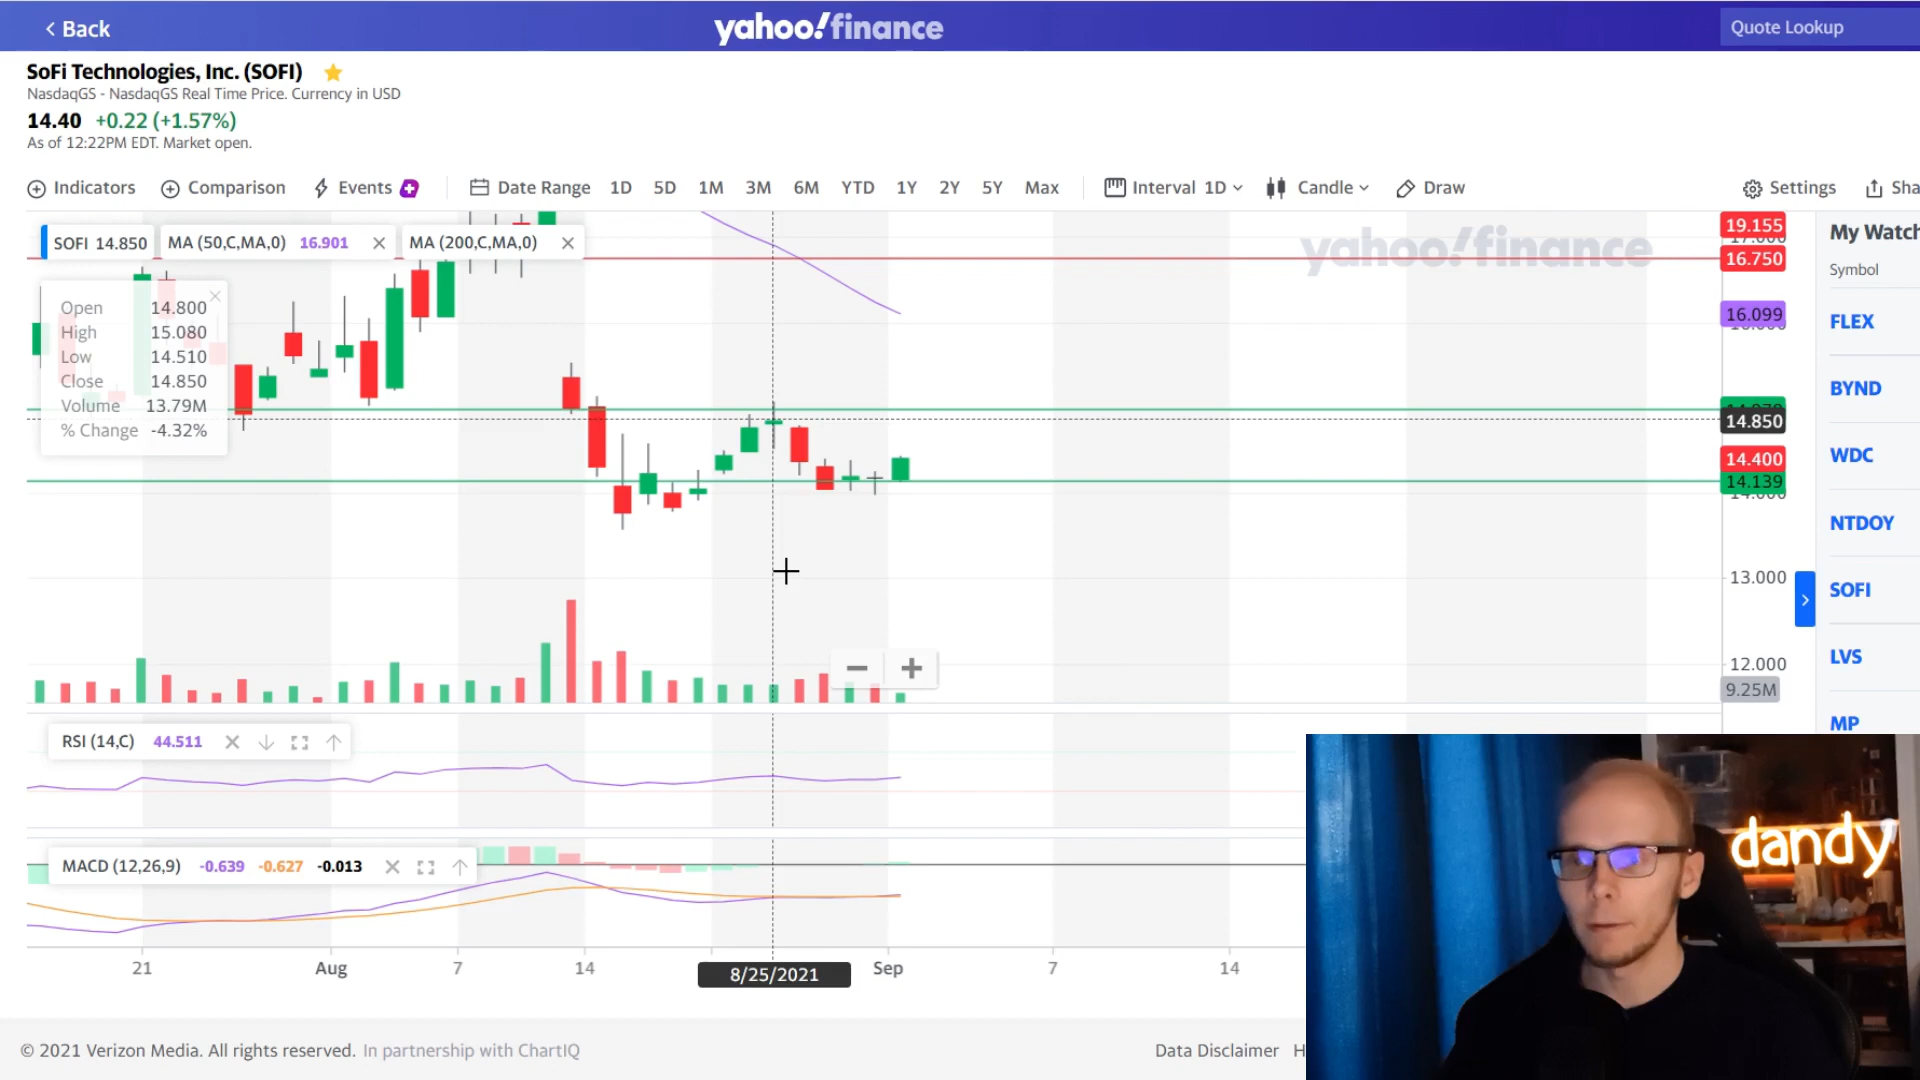 Back
yahoo!finance
Quote Lookup
SoFi Technologies, Inc. (SOFI)
NasdaqGS - NasdaqGS Real Time Price. Currency in USD
14.40 +0.22 (+1.57%)
As of 12:22PM EDT. Market open.
Indicators Comparison Events Date Range 1D 5D 1M 3M 6M YTD 1Y 2Y 5Y Max Interval 1D Candle Draw Settings Sha
SOFI 14.850 MA (50,C,MA,0) 16.901 MA (200,C,MA,0)
yahoo!finance
19.155
16.750
16.099
14.850
14.400
14.139
13.000
12.000
9.25M
Open 14.800
High 15.080
Low 14.510
Close 14.850
Volume 13.79M
% Change -4.32%
My Watch
Symbol
FLEX
BYND
WDC
NTDOY
SOFI
LVS
MP
RSI (14,C) 44.511
MACD (12,26,9) -0.639 -0.627 -0.013
21 Aug 7 14 8/25/2021 Sep 7 14
dandy
© 2021 Verizon Media. All rights reserved. In partnership with ChartIQ
Data Disclaimer H